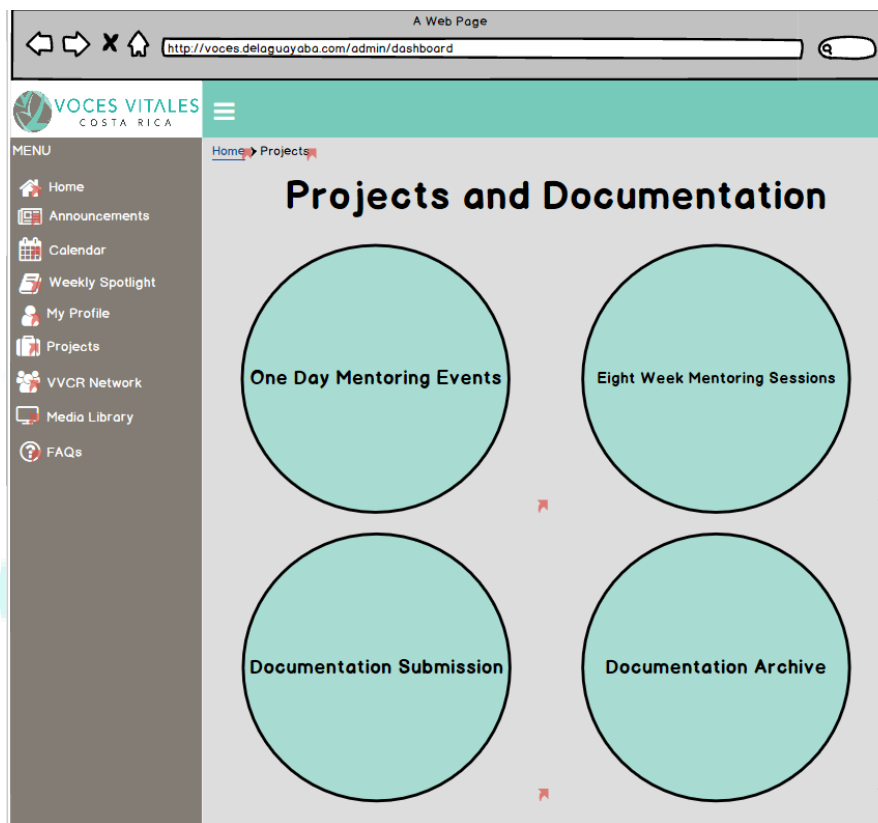 A Web Page
http://voces.delaguayaba.com/admin/dashboard
VOCES VITALES
COSTA RICA
MENU
Home
Announcements
Calendar
Weekly Spotlight
My Profile
Projects
VVCR Network
Media Library
FAQs
Home > Projects
Projects and Documentation
One Day Mentoring Events
Eight Week Mentoring Sessions
Documentation Submission
Documentation Archive